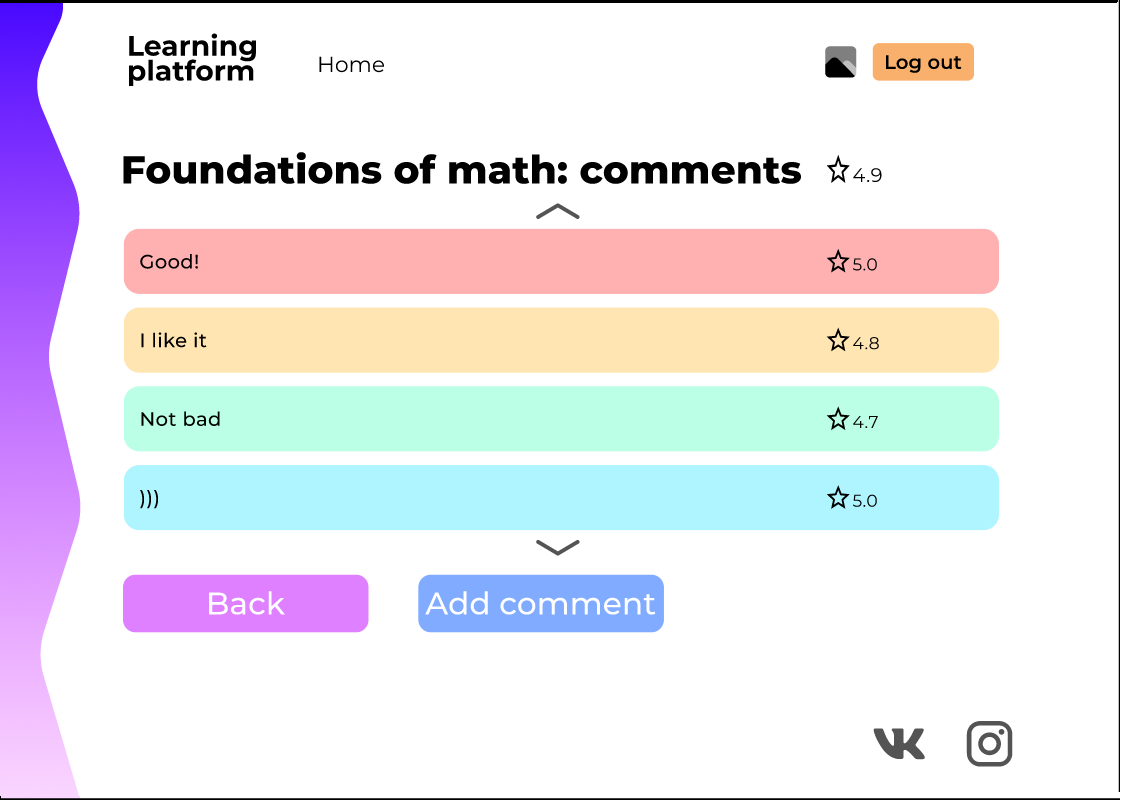 Learning
platform
Home
Log out
Foundations of math: comments
4.9
Good!
5.0
I like it
4.8
Not bad
4.7
)))
5.0
Back
Add comment